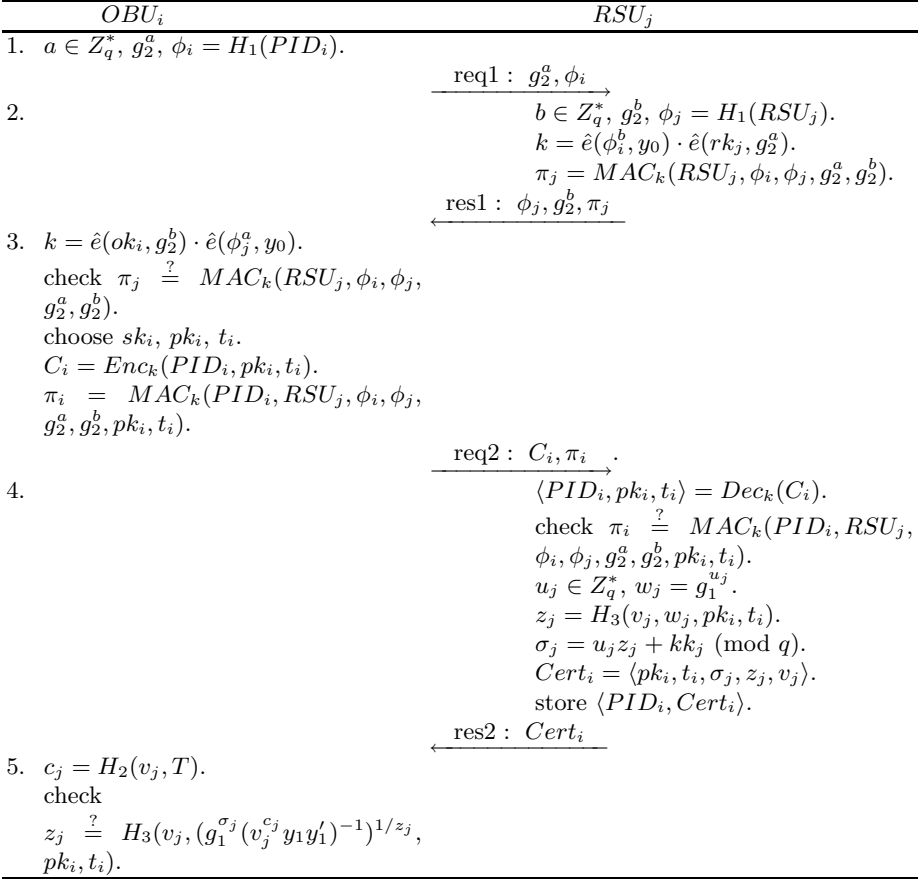 OBU_i RSU_j
1. a ∈ Z_q^*, g_2^a, ϕ_i = H_1(PID_i).
req1 : g_2^a, ϕ_i
2. b ∈ Z_q^*, g_2^b, ϕ_j = H_1(RSU_j).
k = ê(ϕ_i^b, y_0) · ê(rk_j, g_2^a).
π_j = MAC_k(RSU_j, ϕ_i, ϕ_j, g_2^a, g_2^b).
res1 : ϕ_j, g_2^b, π_j
3. k = ê(ok_i, g_2^b) · ê(ϕ_j^a, y_0).
check π_j ≟ MAC_k(RSU_j, ϕ_i, ϕ_j,
g_2^a, g_2^b).
choose sk_i, pk_i, t_i.
C_i = Enc_k(PID_i, pk_i, t_i).
π_i = MAC_k(PID_i, RSU_j, ϕ_i, ϕ_j,
g_2^a, g_2^b, pk_i, t_i).
req2 : C_i, π_i .
4. ⟨PID_i, pk_i, t_i⟩ = Dec_k(C_i).
check π_i ≟ MAC_k(PID_i, RSU_j,
ϕ_i, ϕ_j, g_2^a, g_2^b, pk_i, t_i).
u_j ∈ Z_q^*, w_j = g_1^{u_j}.
z_j = H_3(v_j, w_j, pk_i, t_i).
σ_j = u_j z_j + kk_j (mod q).
Cert_i = ⟨pk_i, t_i, σ_j, z_j, v_j⟩.
store ⟨PID_i, Cert_i⟩.
res2 : Cert_i
5. c_j = H_2(v_j, T).
check
z_j ≟ H_3(v_j, (g_1^{σ_j}(v_j^{c_j} y_1 y_1′)^{−1})^{1/z_j},
pk_i, t_i).